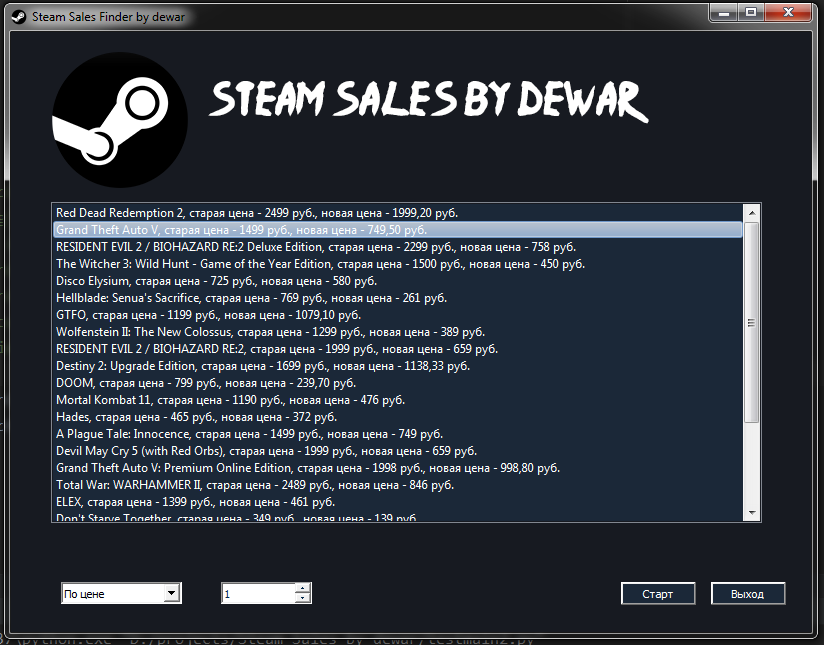 Steam Sales Finder by dewar
STEAM SALES BY DEWAR
Red Dead Redemption 2, старая цена - 2499 руб., новая цена - 1999,20 руб.
Grand Theft Auto V, старая цена - 1499 руб., новая цена - 749,50 руб.
RESIDENT EVIL 2 / BIOHAZARD RE:2 Deluxe Edition, старая цена - 2299 руб., новая цена - 758 руб.
The Witcher 3: Wild Hunt - Game of the Year Edition, старая цена - 1500 руб., новая цена - 450 руб.
Disco Elysium, старая цена - 725 руб., новая цена - 580 руб.
Hellblade: Senua's Sacrifice, старая цена - 769 руб., новая цена - 261 руб.
GTFO, старая цена - 1199 руб., новая цена - 1079,10 руб.
Wolfenstein II: The New Colossus, старая цена - 1299 руб., новая цена - 389 руб.
RESIDENT EVIL 2 / BIOHAZARD RE:2, старая цена - 1999 руб., новая цена - 659 руб.
Destiny 2: Upgrade Edition, старая цена - 1699 руб., новая цена - 1138,33 руб.
DOOM, старая цена - 799 руб., новая цена - 239,70 руб.
Mortal Kombat 11, старая цена - 1190 руб., новая цена - 476 руб.
Hades, старая цена - 465 руб., новая цена - 372 руб.
A Plague Tale: Innocence, старая цена - 1499 руб., новая цена - 749 руб.
Devil May Cry 5 (with Red Orbs), старая цена - 1999 руб., новая цена - 659 руб.
Grand Theft Auto V: Premium Online Edition, старая цена - 1998 руб., новая цена - 998,80 руб.
Total War: WARHAMMER II, старая цена - 2489 руб., новая цена - 846 руб.
ELEX, старая цена - 1399 руб., новая цена - 461 руб.
Don't Starve Together, старая цена - 349 руб., новая цена - 139 руб.
По цене 1 Старт Выход
\python.exe" D:/projects/Steam Sales by dewar/testmain2.py